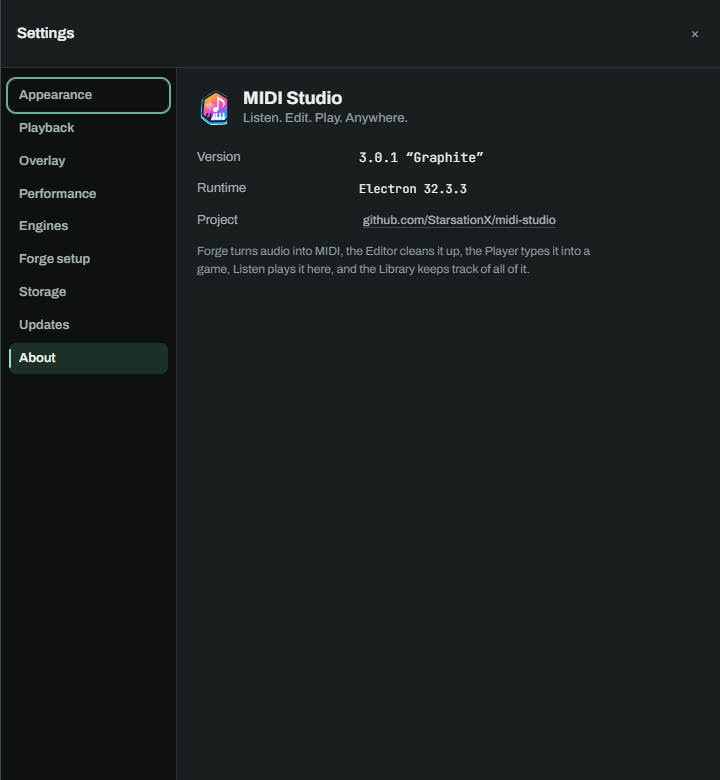 Settings
×
Appearance
Playback
Overlay
Performance
Engines
Forge setup
Storage
Updates
About
MIDI Studio
Listen. Edit. Play. Anywhere.
Version 3.0.1 “Graphite”
Runtime Electron 32.3.3
Project github.com/StarsationX/midi-studio
Forge turns audio into MIDI, the Editor cleans it up, the Player types it into a
game, Listen plays it here, and the Library keeps track of all of it.